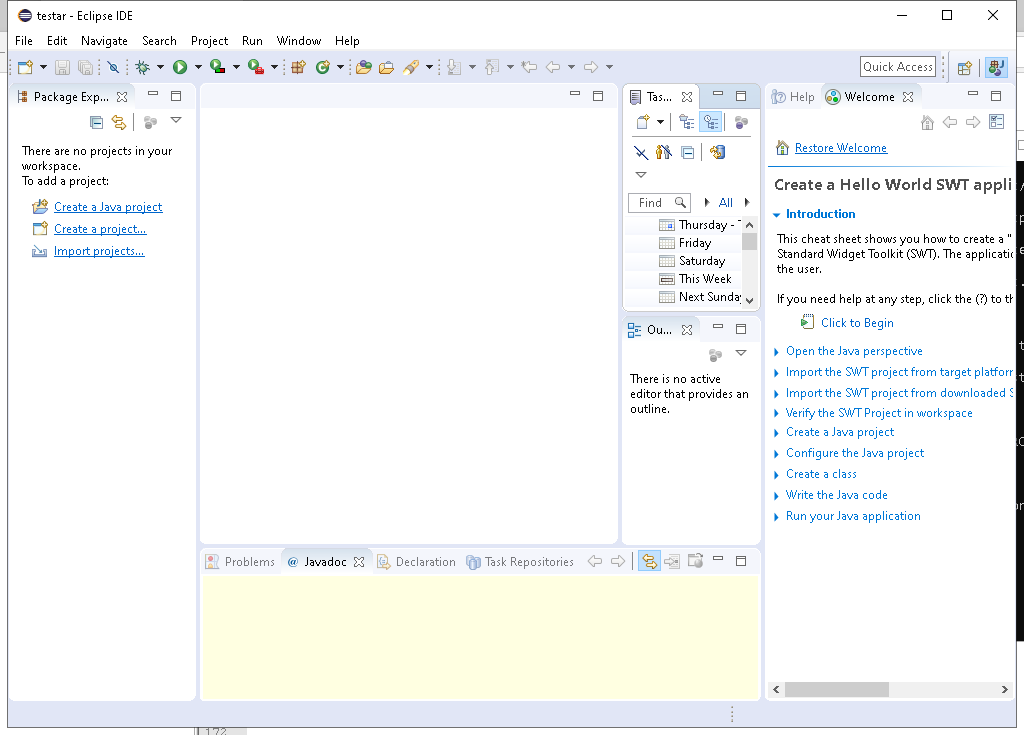 testar - Eclipse IDE
File Edit Navigate Search Project Run Window Help
Quick Access
Package Exp...
There are no projects in your
workspace.
To add a project:
Create a Java project
Create a project...
Import projects...
Tas...
Find
All
Thursday -
Friday
Saturday
This Week
Next Sunday
Ou...
There is no active
editor that provides an
outline.
Help Welcome
Restore Welcome
Create a Hello World SWT appli
Introduction
This cheat sheet shows you how to create a "
Standard Widget Toolkit (SWT). The applicatic
the user.
If you need help at any step, click the (?) to th
Click to Begin
Open the Java perspective
Import the SWT project from target platforr
Import the SWT project from downloaded S
Verify the SWT Project in workspace
Create a Java project
Configure the Java project
Create a class
Write the Java code
Run your Java application
Problems @ Javadoc Declaration Task Repositories
172